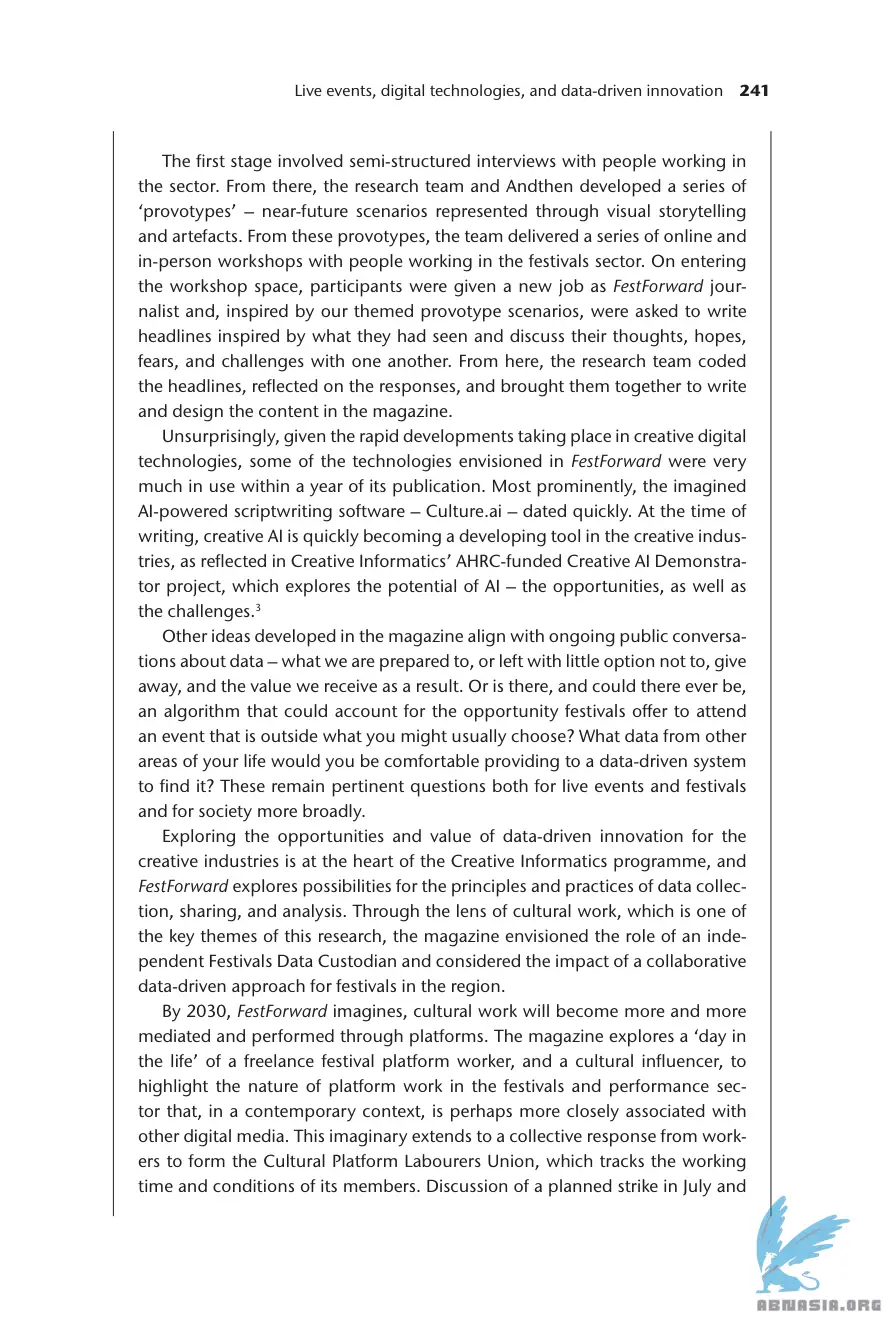 Live events, digital technologies, and data-driven innovation 241
The first stage involved semi-structured interviews with people working in
the sector. From there, the research team and Andthen developed a series of
‘provotypes’ – near-future scenarios represented through visual storytelling
and artefacts. From these provotypes, the team delivered a series of online and
in-person workshops with people working in the festivals sector. On entering
the workshop space, participants were given a new job as FestForward jour-
nalist and, inspired by our themed provotype scenarios, were asked to write
headlines inspired by what they had seen and discuss their thoughts, hopes,
fears, and challenges with one another. From here, the research team coded
the headlines, reflected on the responses, and brought them together to write
and design the content in the magazine.
Unsurprisingly, given the rapid developments taking place in creative digital
technologies, some of the technologies envisioned in FestForward were very
much in use within a year of its publication. Most prominently, the imagined
AI-powered scriptwriting software – Culture.ai – dated quickly. At the time of
writing, creative AI is quickly becoming a developing tool in the creative indus-
tries, as reflected in Creative Informatics’ AHRC-funded Creative AI Demonstra-
tor project, which explores the potential of AI – the opportunities, as well as
the challenges.3
Other ideas developed in the magazine align with ongoing public conversa-
tions about data – what we are prepared to, or left with little option not to, give
away, and the value we receive as a result. Or is there, and could there ever be,
an algorithm that could account for the opportunity festivals offer to attend
an event that is outside what you might usually choose? What data from other
areas of your life would you be comfortable providing to a data-driven system
to find it? These remain pertinent questions both for live events and festivals
and for society more broadly.
Exploring the opportunities and value of data-driven innovation for the
creative industries is at the heart of the Creative Informatics programme, and
FestForward explores possibilities for the principles and practices of data collec-
tion, sharing, and analysis. Through the lens of cultural work, which is one of
the key themes of this research, the magazine envisioned the role of an inde-
pendent Festivals Data Custodian and considered the impact of a collaborative
data-driven approach for festivals in the region.
By 2030, FestForward imagines, cultural work will become more and more
mediated and performed through platforms. The magazine explores a ‘day in
the life’ of a freelance festival platform worker, and a cultural influencer, to
highlight the nature of platform work in the festivals and performance sec-
tor that, in a contemporary context, is perhaps more closely associated with
other digital media. This imaginary extends to a collective response from work-
ers to form the Cultural Platform Labourers Union, which tracks the working
time and conditions of its members. Discussion of a planned strike in July and
ABNASIA.ORG